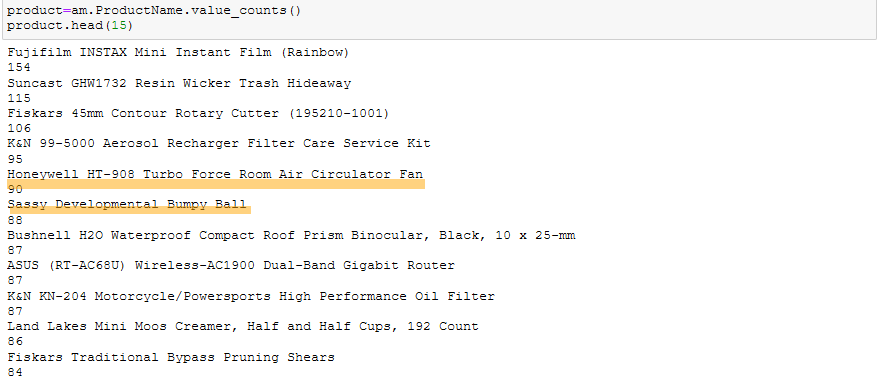 product=am.ProductName.value_counts()
product.head(15)
Fujifilm INSTAX Mini Instant Film (Rainbow)
154
Suncast GHW1732 Resin Wicker Trash Hideaway
115
Fiskars 45mm Contour Rotary Cutter (195210-1001)
106
K&N 99-5000 Aerosol Recharger Filter Care Service Kit
95
Honeywell HT-908 Turbo Force Room Air Circulator Fan
90
Sassy Developmental Bumpy Ball
88
Bushnell H2O Waterproof Compact Roof Prism Binocular, Black, 10 x 25-mm
87
ASUS (RT-AC68U) Wireless-AC1900 Dual-Band Gigabit Router
87
K&N KN-204 Motorcycle/Powersports High Performance Oil Filter
87
Land Lakes Mini Moos Creamer, Half and Half Cups, 192 Count
86
Fiskars Traditional Bypass Pruning Shears
84